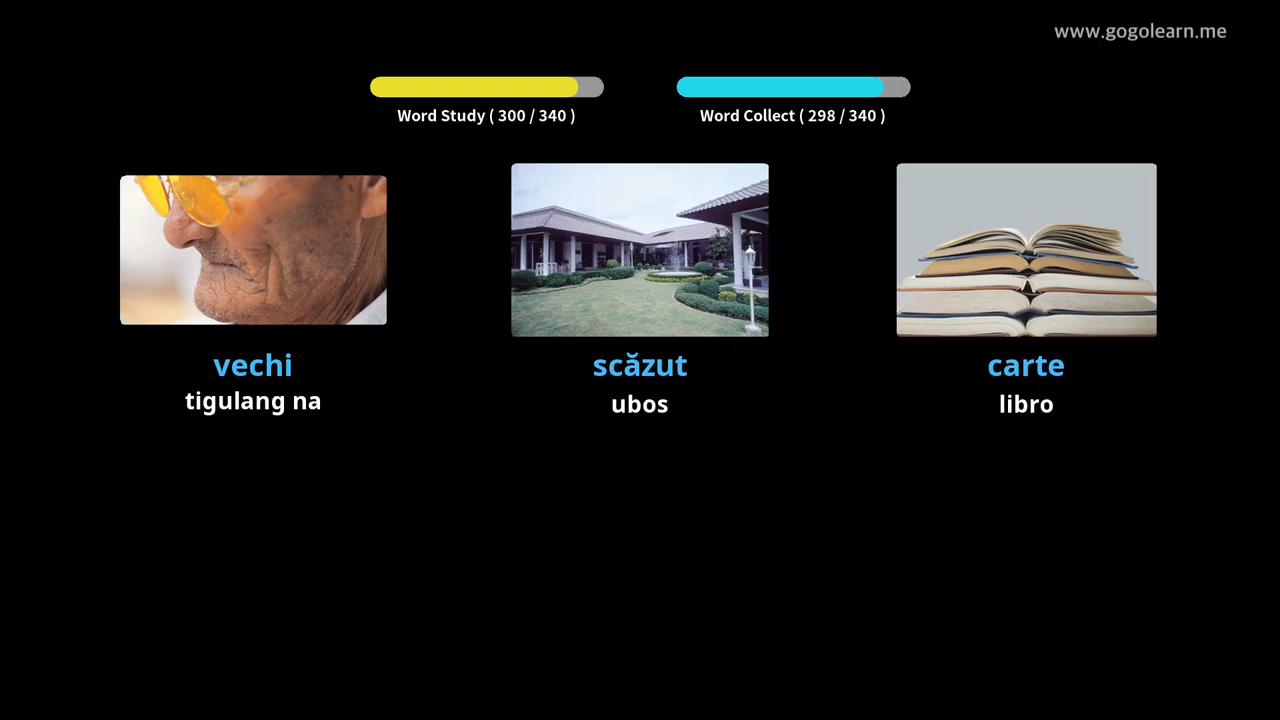 www.gogolearn.me
Word Study ( 300 / 340 )
Word Collect ( 298 / 340 )
vechi
tigulang na
scăzut
ubos
carte
libro